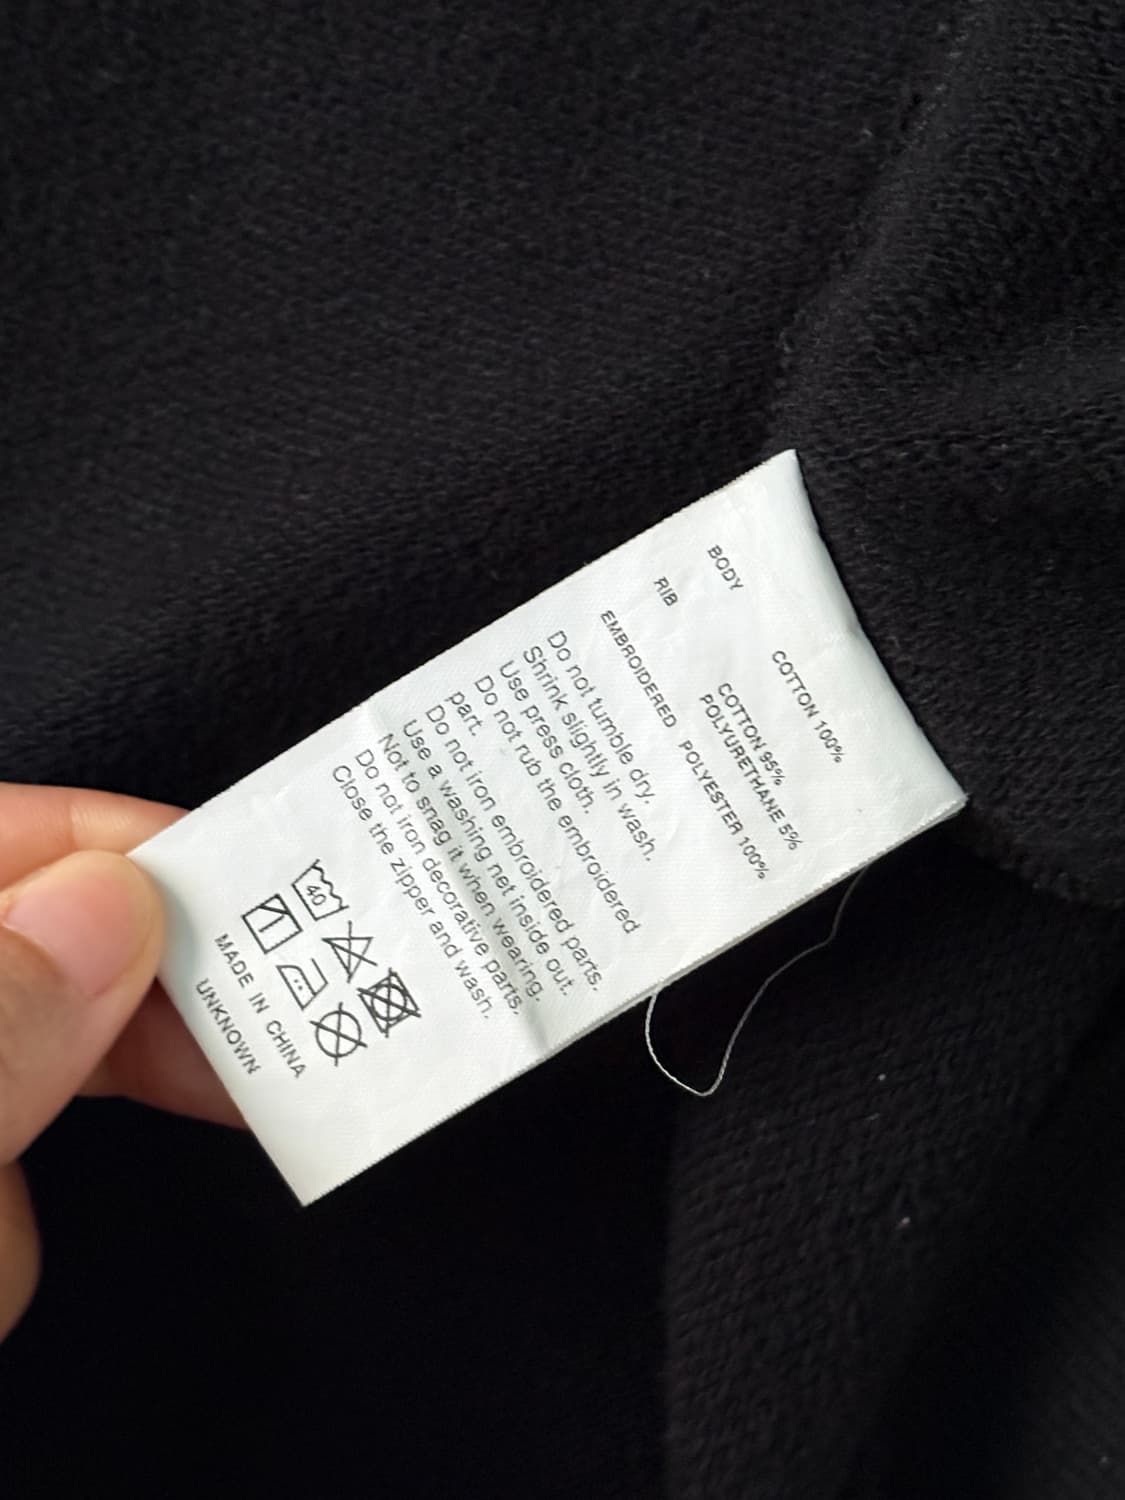 BODY COTTON 100%
RIB COTTON 95%
POLYURETHANE 5%
EMBROIDERED POLYESTER 100%
Do not tumble dry.
Shrink slightly in wash.
Use press cloth.
Do not rub the embroidered
part.
Do not iron embroidered parts.
Use a washing net inside out.
Not to snag it when wearing.
Do not iron decorative parts.
Close the zipper and wash.
40
MADE IN CHINA
UNKNOWN